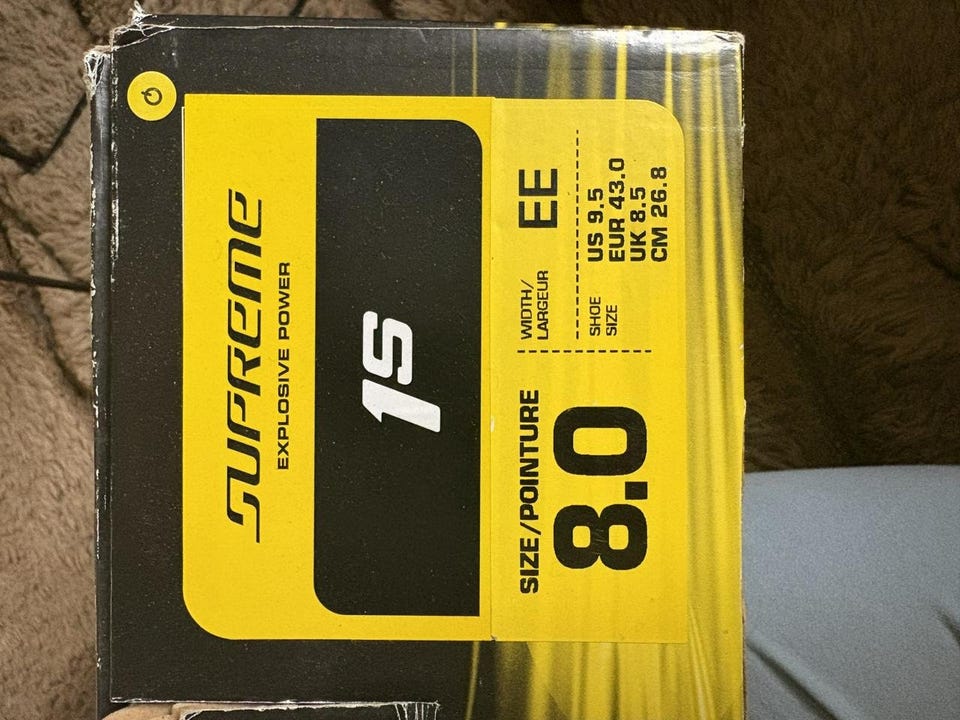 SUPREME
EXPLOSIVE POWER
1S
SIZE/POINTURE
8.0
WIDTH/
LARGEUR
EE
SHOE
SIZE
US 9.5
EUR 43.0
UK 8.5
CM 26.8